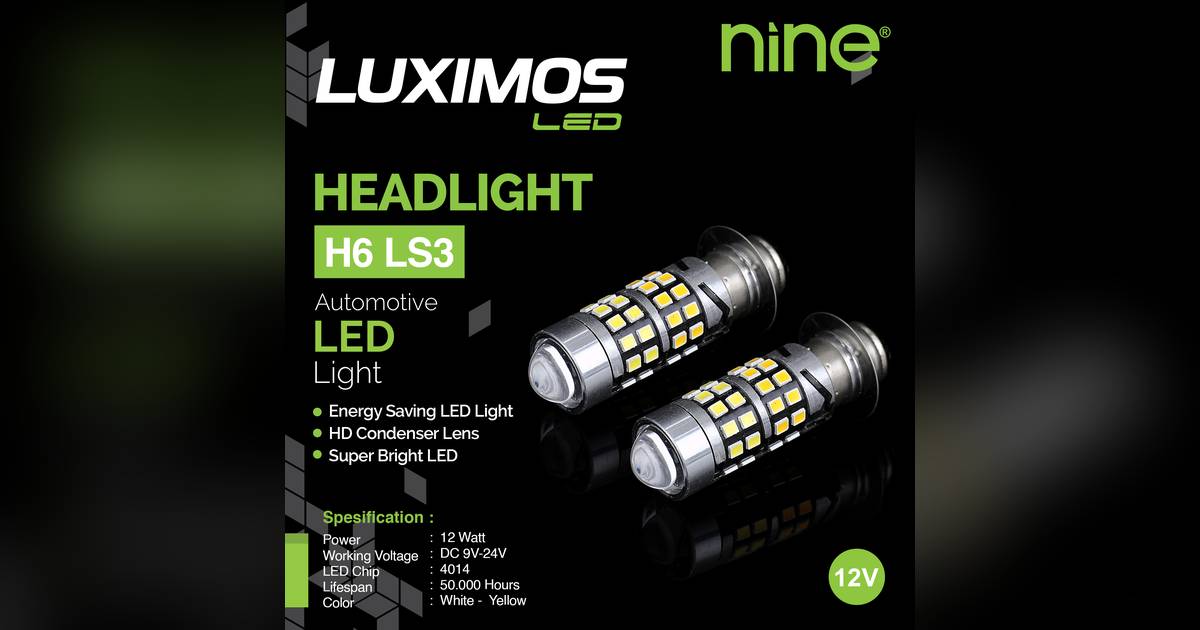 nine®
LUXIMOS
LED
HEADLIGHT
H6 LS3
Automotive
LED
Light
Energy Saving LED Light
HD Condenser Lens
Super Bright LED
Spesification :
Power : 12 Watt
Working Voltage : DC 9V-24V
LED Chip : 4014
Lifespan : 50.000 Hours
Color : White - Yellow
12V